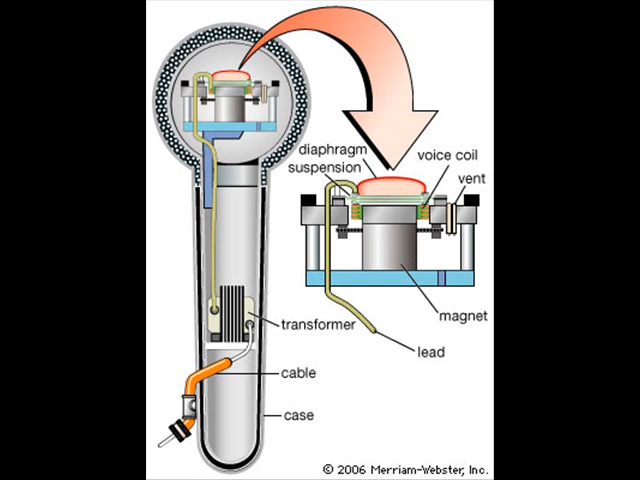 diaphragm
suspension
voice coil
vent
magnet
lead
transformer
cable
case
© 2006 Merriam-Webster, Inc.